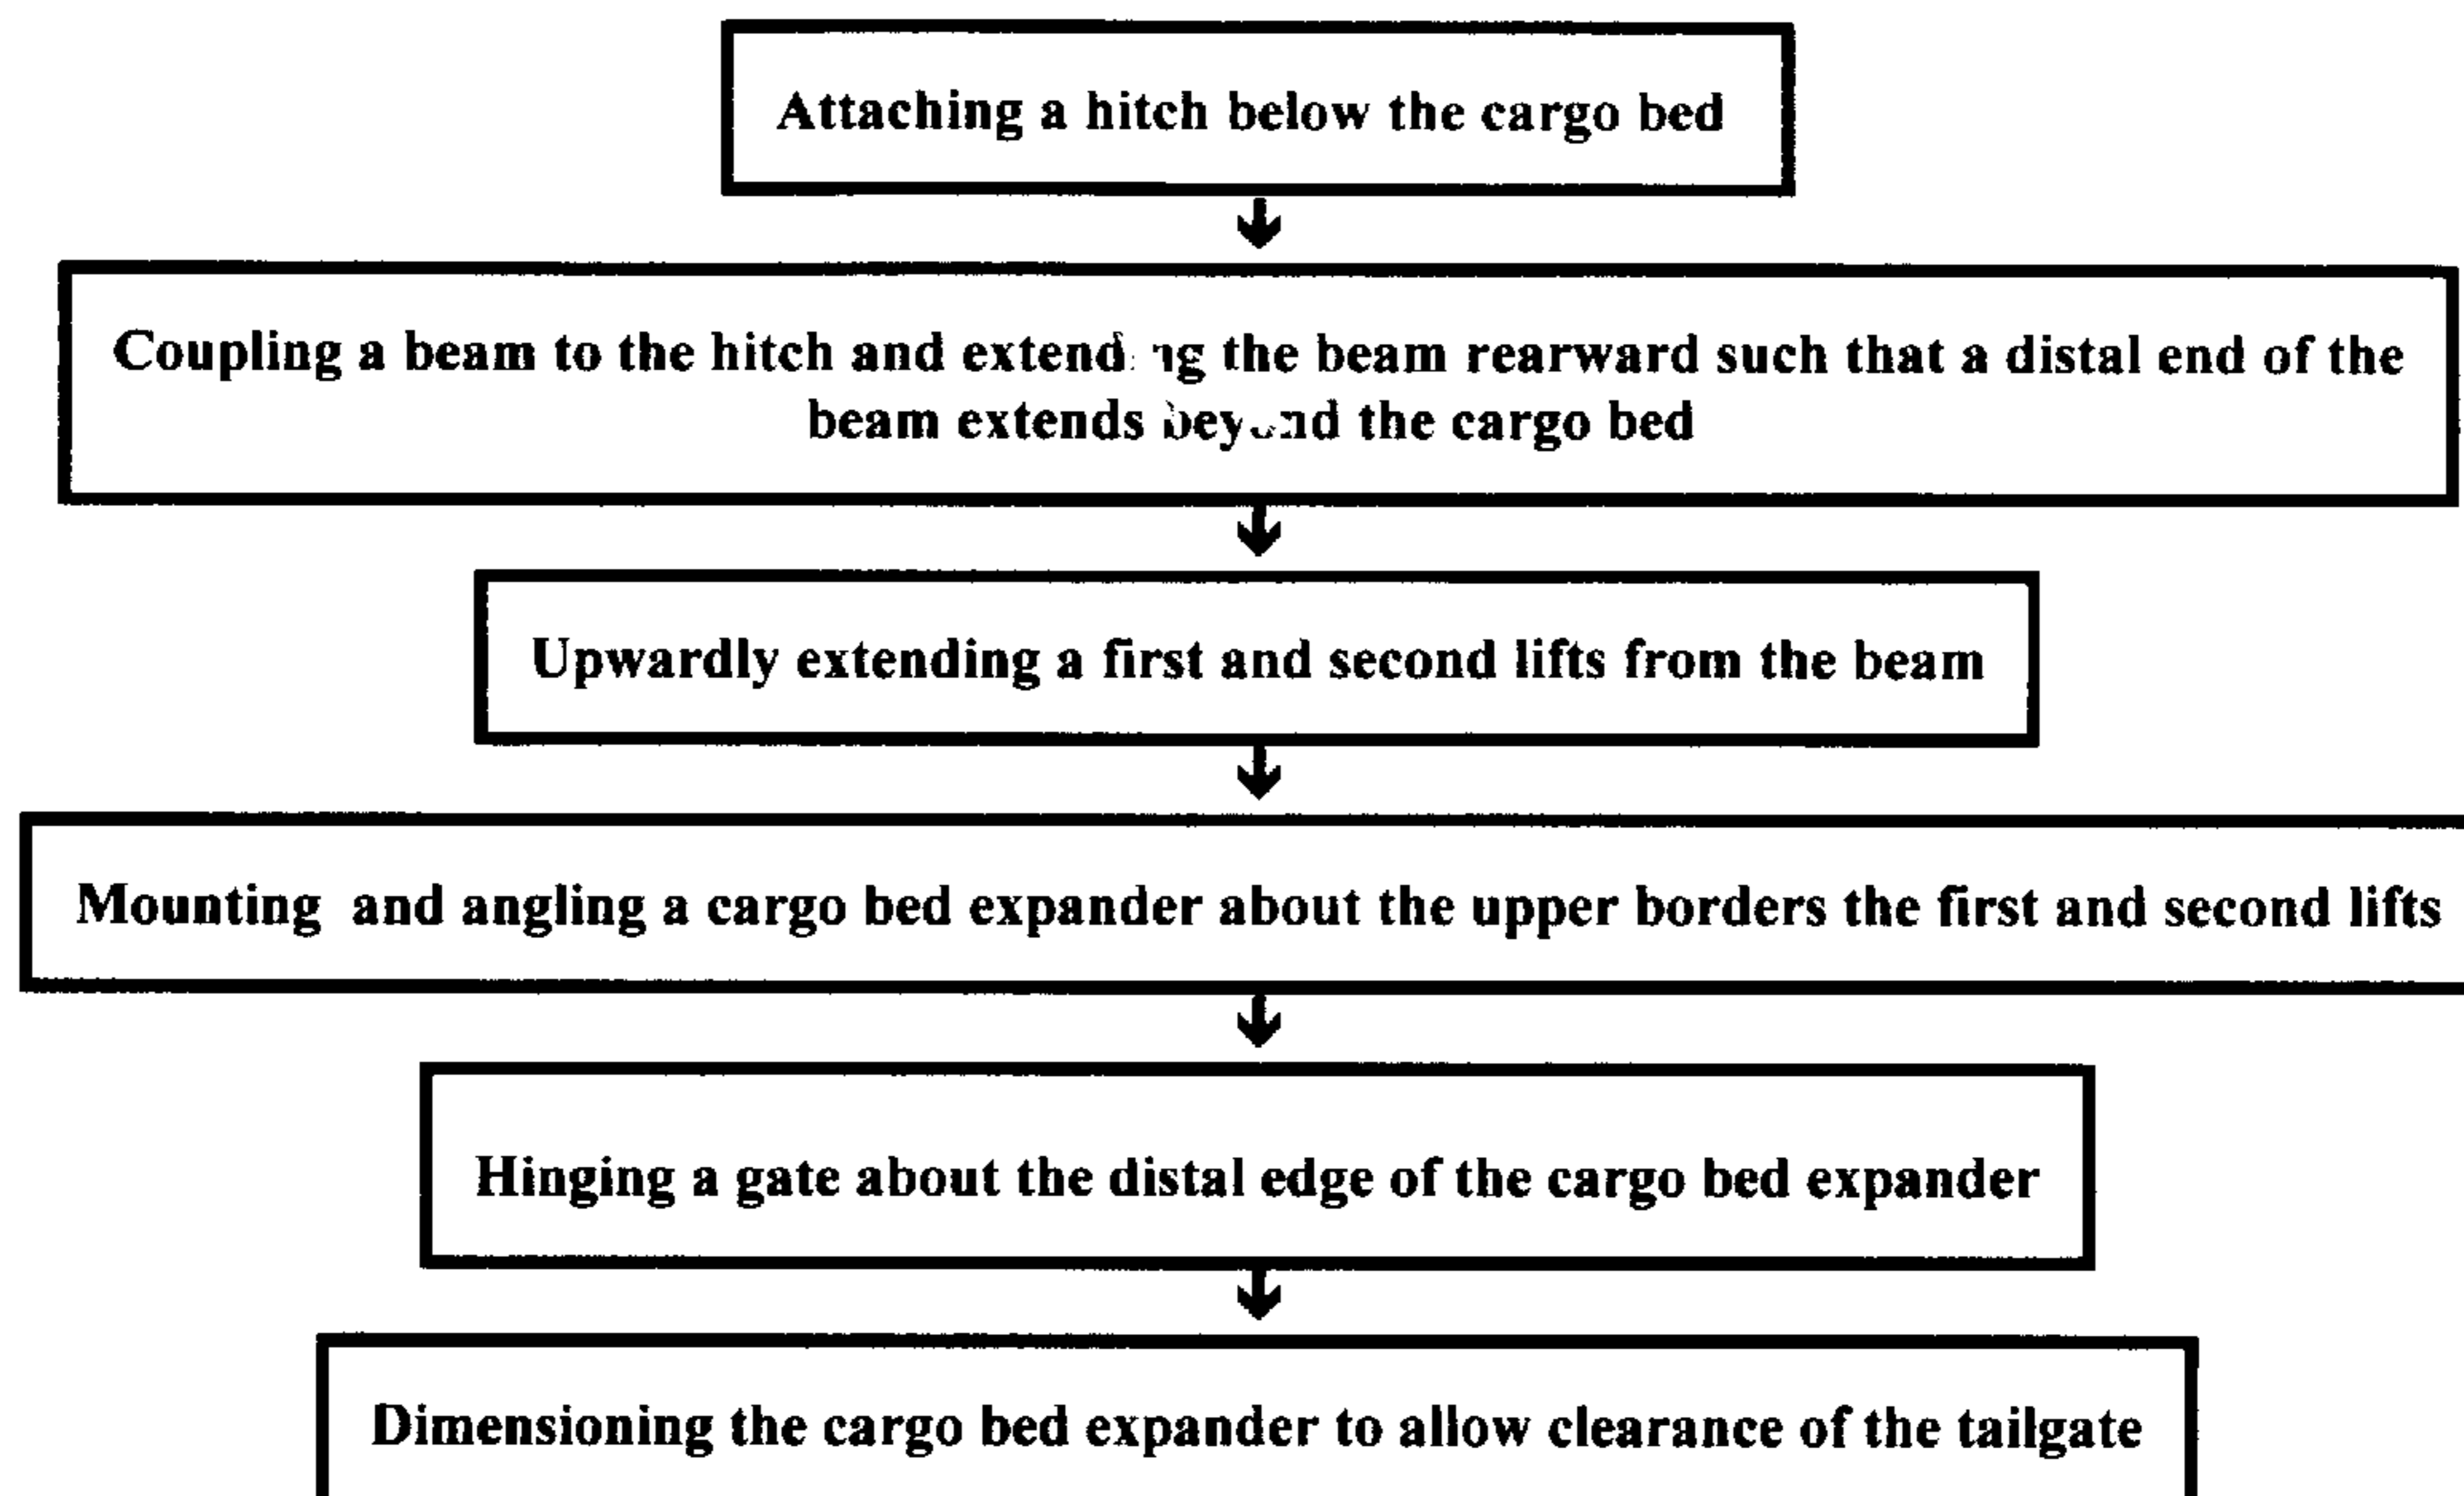 Attaching a hitch below the cargo bed
Coupling a beam to the hitch and extending the beam rearward such that a distal end of the
beam extends beyond the cargo bed
Upwardly extending a first and second lifts from the beam
Mounting and angling a cargo bed expander about the upper borders the first and second lifts
Hinging a gate about the distal edge of the cargo bed expander
Dimensioning the cargo bed expander to allow clearance of the tailgate